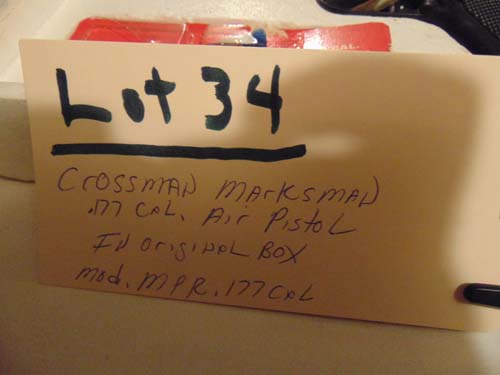 Lot 34
Crossman Marksman
.177 Cal. Air Pistol
In Original Box
Mod. MPR .177 Cal